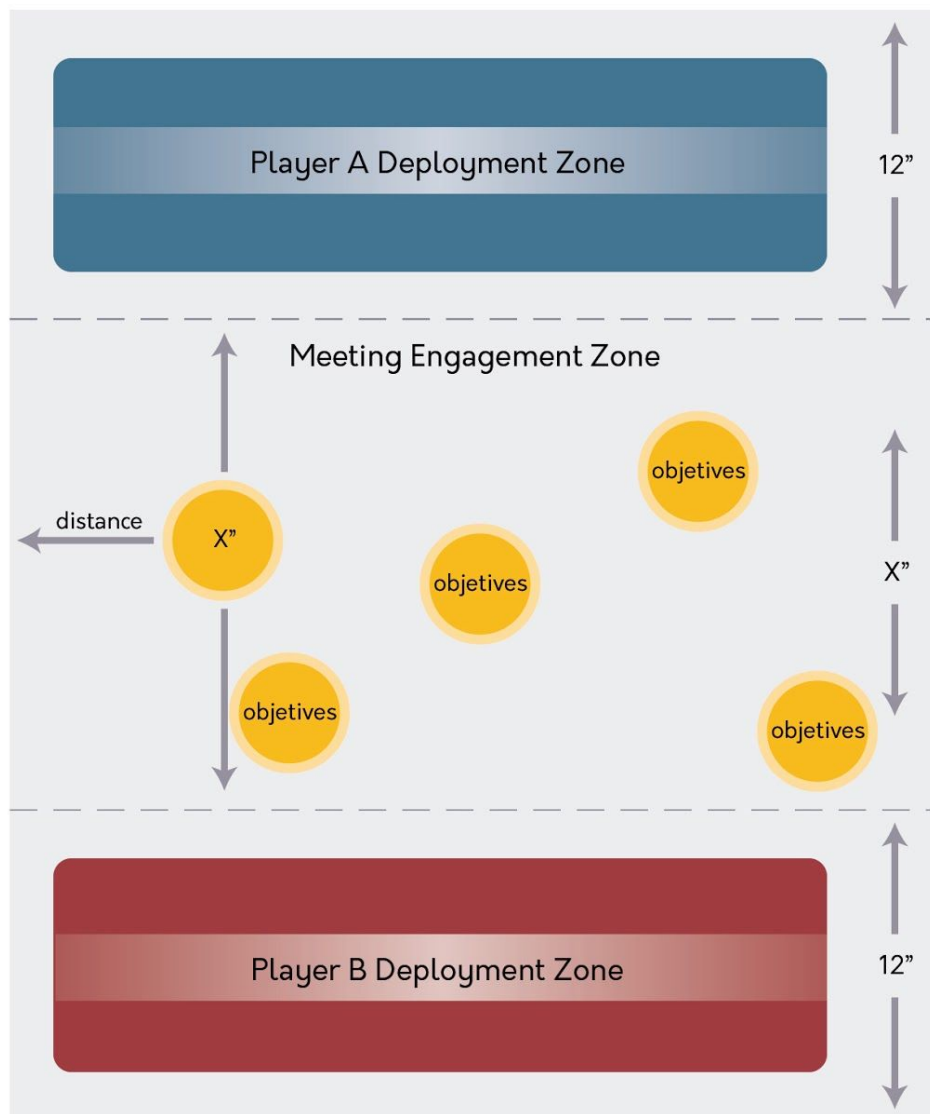 Player A Deployment Zone
12”
Meeting Engagement Zone
objetives
distance
X”
objetives
X”
objetives
objetives
Player B Deployment Zone
12”